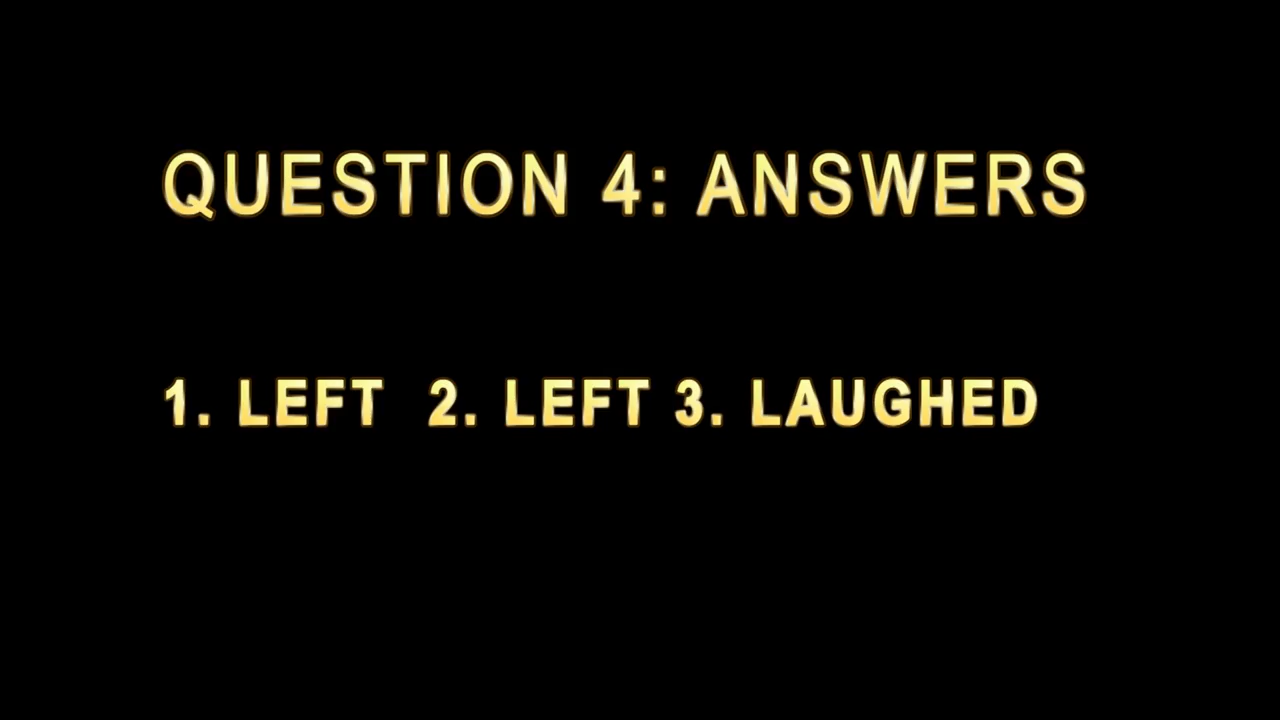 QUESTION 4: ANSWERS
1. LEFT 2. LEFT 3. LAUGHED